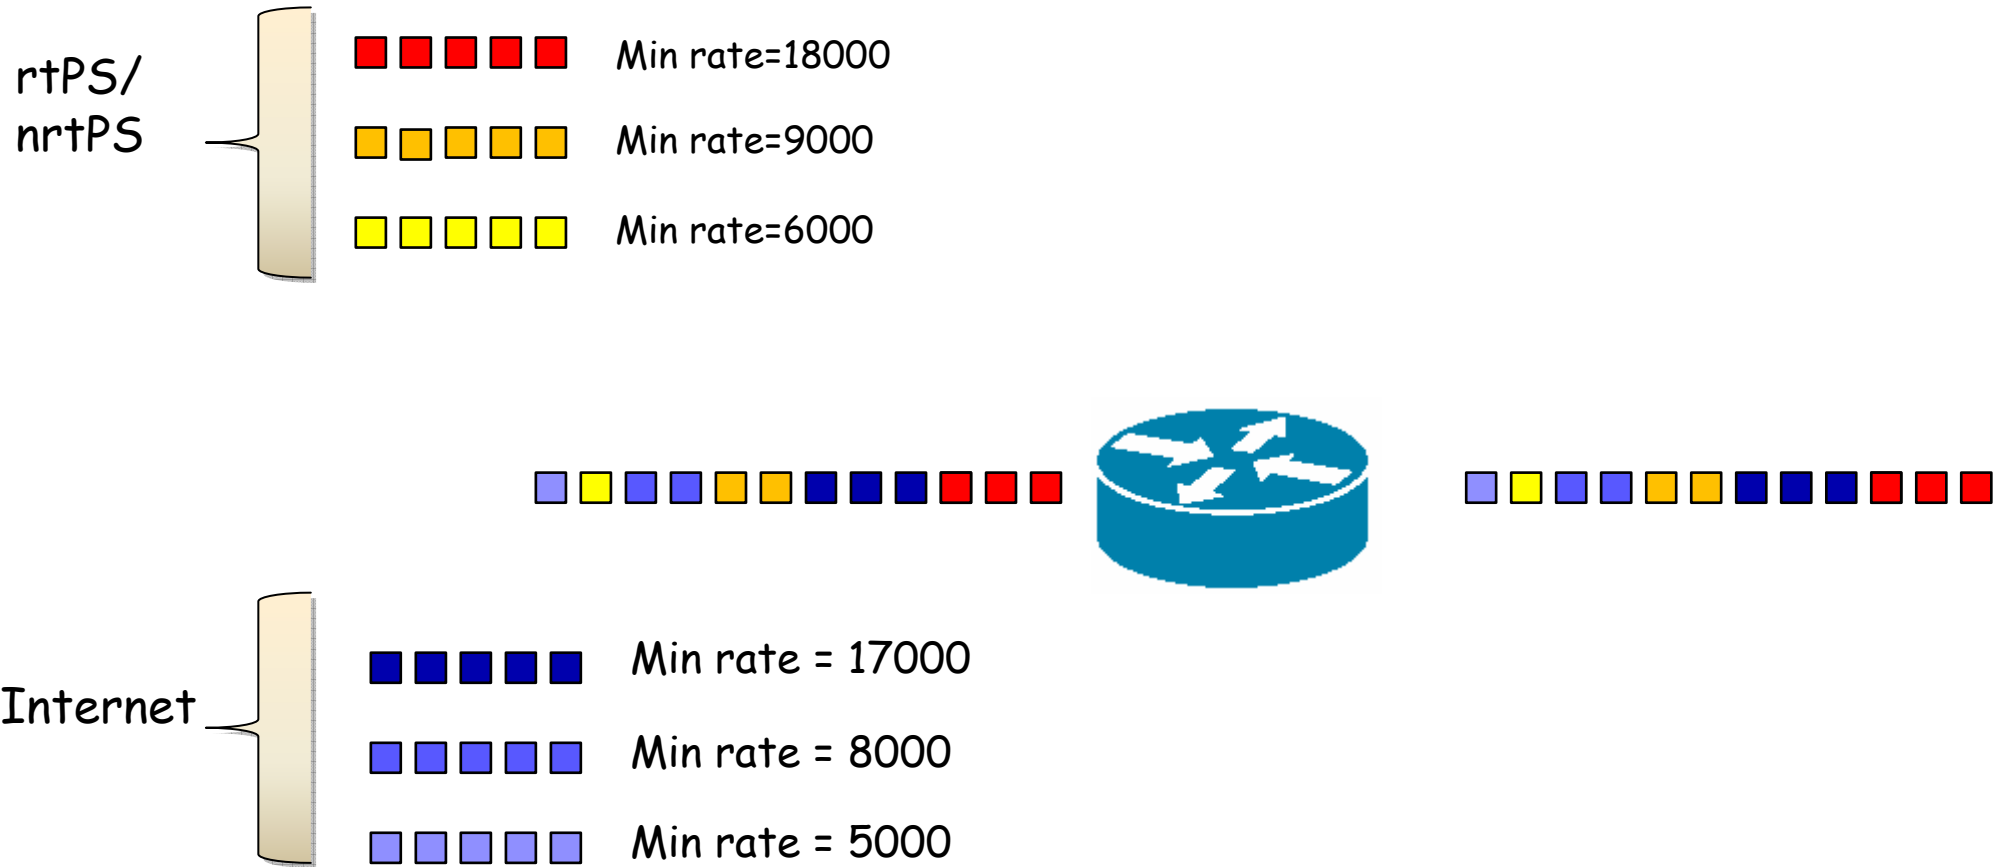 rtPS/
nrtPS
Min rate=18000
Min rate=9000
Min rate=6000
Internet
Min rate = 17000
Min rate = 8000
Min rate = 5000